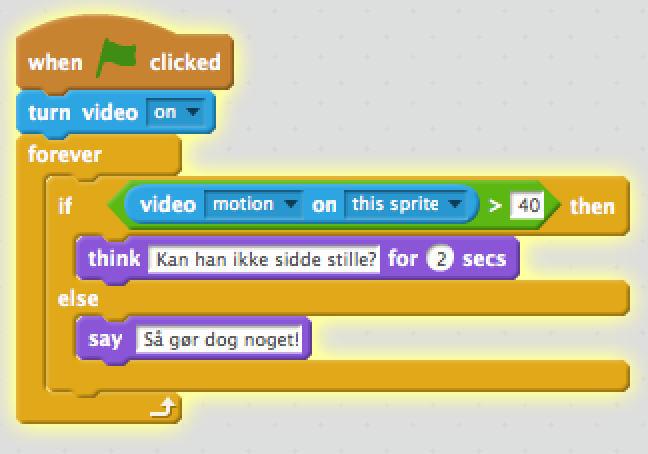 when clicked
turn video on
forever
if video motion on this sprite > 40 then
think Kan han ikke sidde stille? for 2 secs
else
say Så gør dog noget!